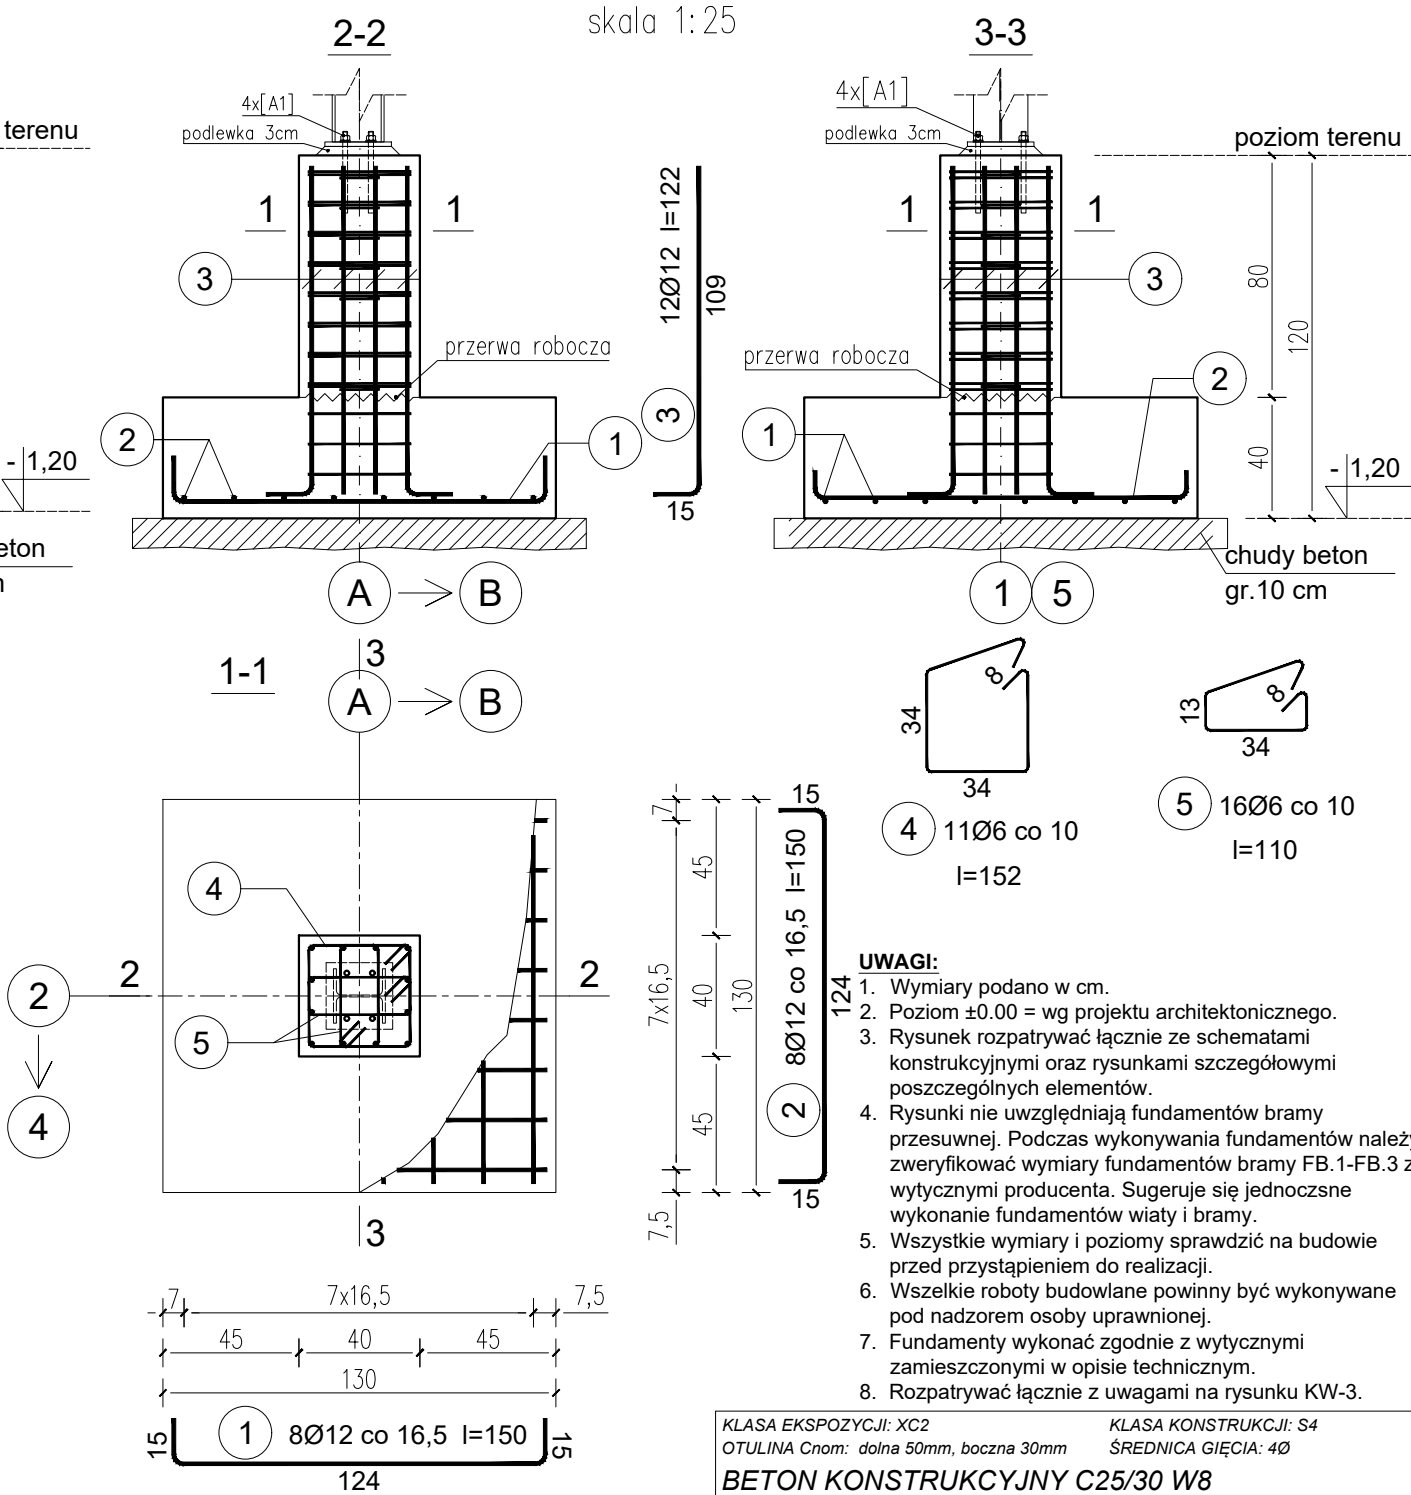 skala 1:25
2-2
3-3
terenu
4x[A1]
podlewka 3cm
1
1
3
przerwa robocza
2
1
- 1,20
12Ø12 l=122
109
3
15
4x[A1]
podlewka 3cm
poziom terenu
1
1
3
80
120
przerwa robocza
2
1
40
- 1,20
eton
chudy beton
gr.10 cm
A
B
1
5
3
1-1
A
B
34
8
34
4
11Ø6 co 10
l=152
13
8
34
5
16Ø6 co 10
l=110
4
2
2
2
5
4
3
7
7x16,5
7,5
45
40
45
130
15
8Ø12 co 16,5 l=150
2
124
15
7
7x16,5
7,5
45
40
45
130
15
1
8Ø12 co 16,5 l=150
15
124
UWAGI:
1. Wymiary podano w cm.
2. Poziom ±0.00 = wg projektu architektonicznego.
3. Rysunek rozpatrywać łącznie ze schematami
konstrukcyjnymi oraz rysunkami szczegółowymi
poszczególnych elementów.
4. Rysunki nie uwzględniają fundamentów bramy
przesuwnej. Podczas wykonywania fundamentów należy
zweryfikować wymiary fundamentów bramy FB.1-FB.3 z
wytycznymi producenta. Sugeruje się jednoczsne
wykonanie fundamentów wiaty i bramy.
5. Wszystkie wymiary i poziomy sprawdzić na budowie
przed przystąpieniem do realizacji.
6. Wszelkie roboty budowlane powinny być wykonywane
pod nadzorem osoby uprawnionej.
7. Fundamenty wykonać zgodnie z wytycznymi
zamieszczonymi w opisie technicznym.
8. Rozpatrywać łącznie z uwagami na rysunku KW-3.
KLASA EKSPOZYCJI: XC2
KLASA KONSTRUKCJI: S4
OTULINA Cnom: dolna 50mm, boczna 30mm
ŚREDNICA GIĘCIA: 4Ø
BETON KONSTRUKCYJNY C25/30 W8